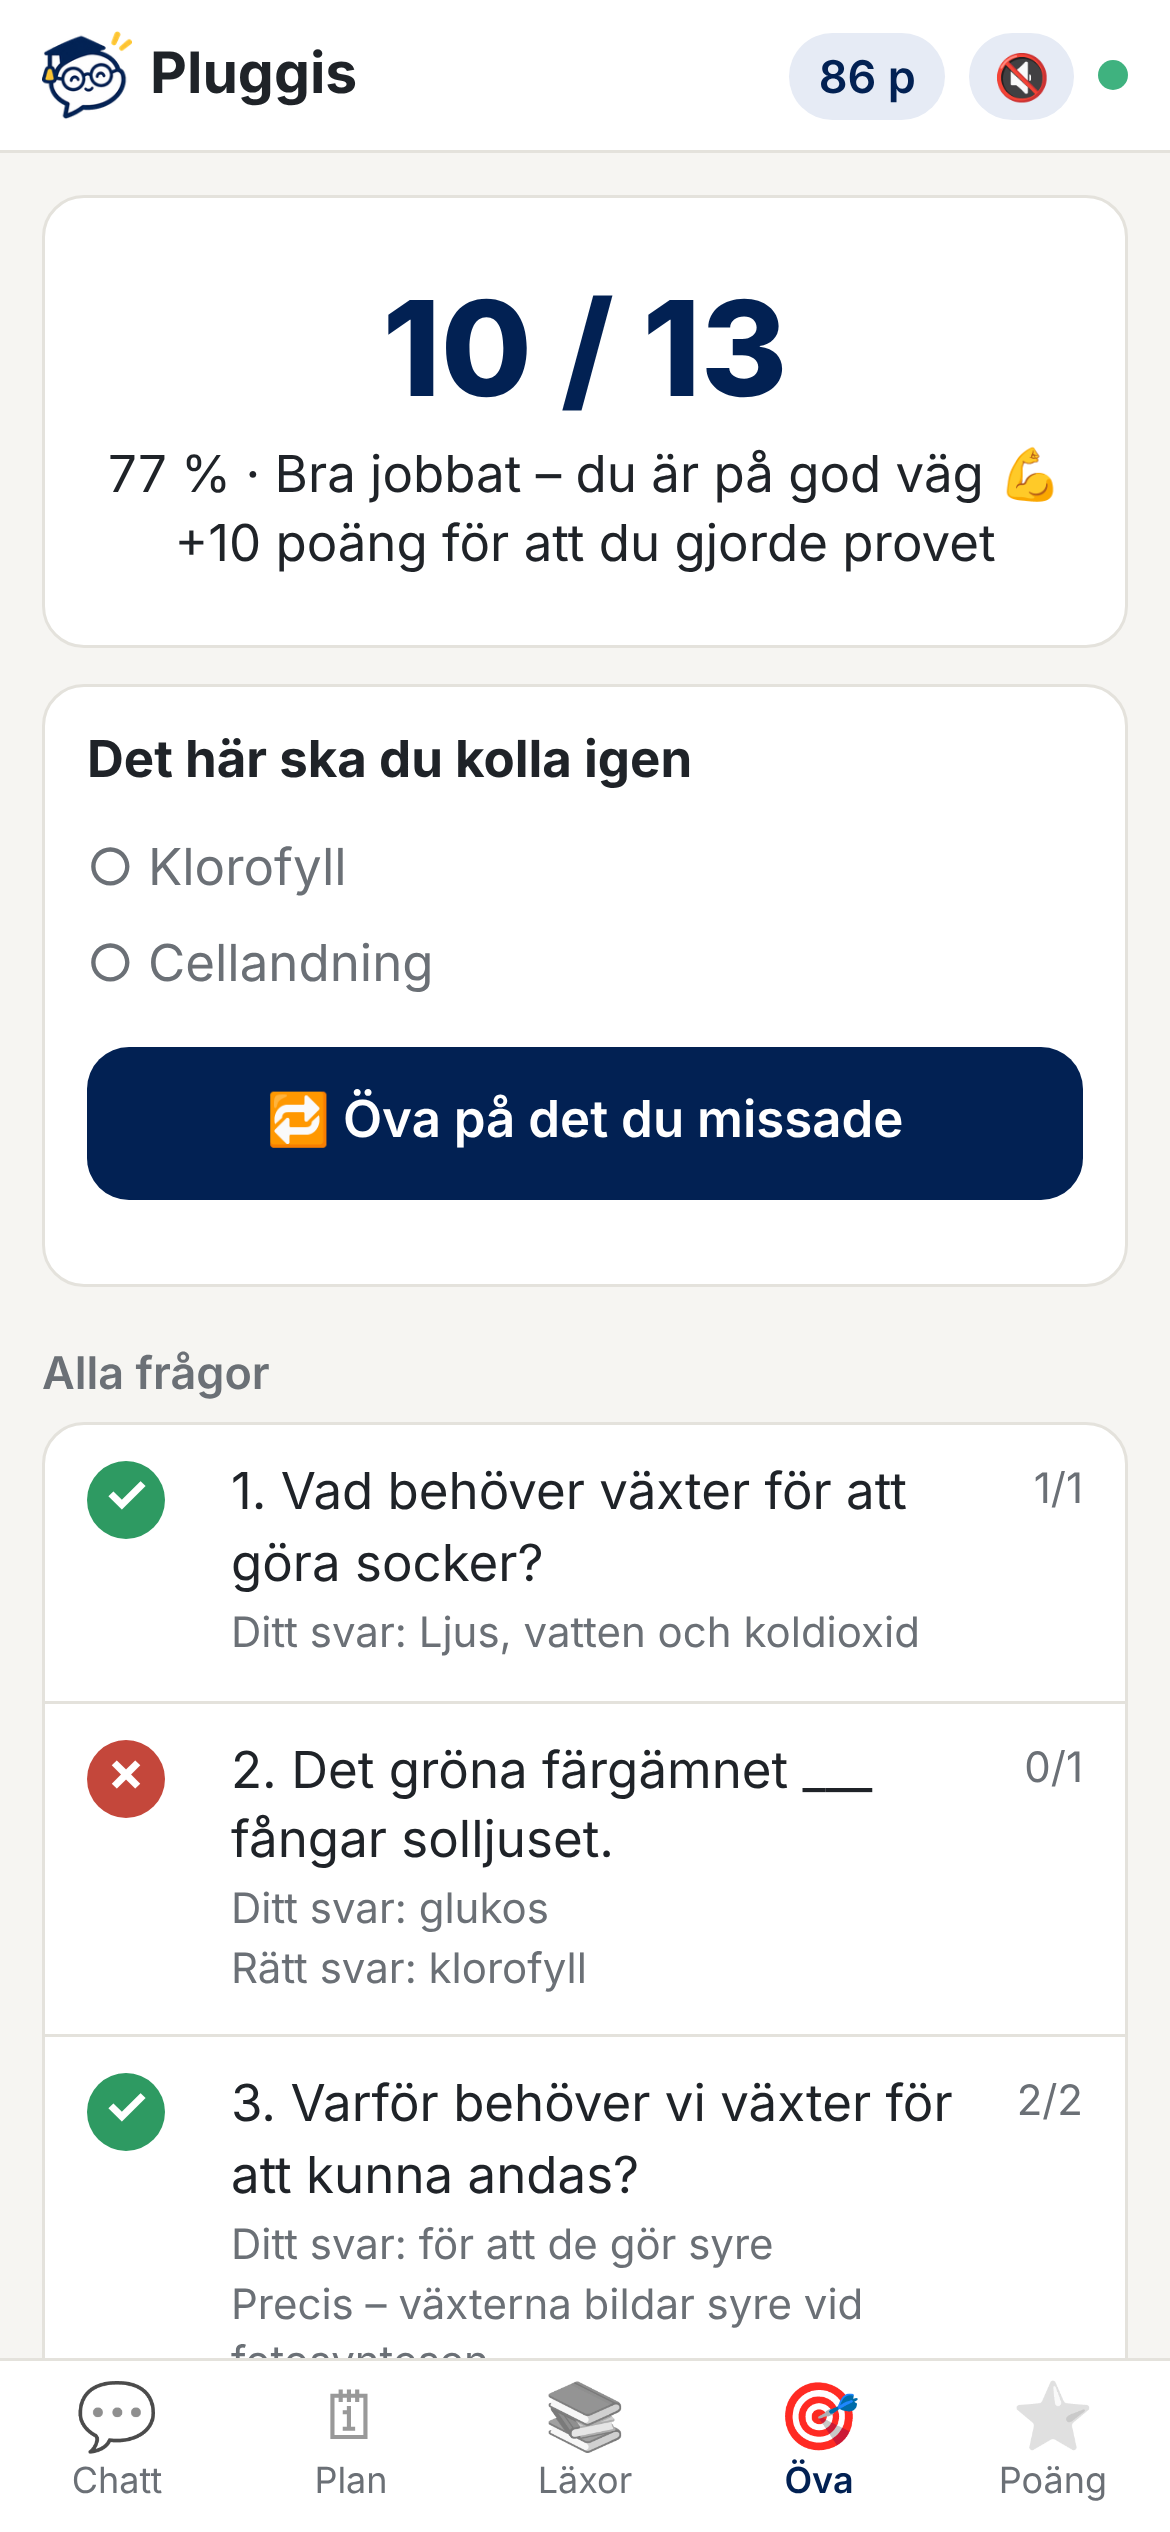 Pluggis
86 p
10 / 13
77 % · Bra jobbat – du är på god väg 💪
+10 poäng för att du gjorde provet
Det här ska du kolla igen
○ Klorofyll
○ Cellandning
🔁 Öva på det du missade
Alla frågor
1. Vad behöver växter för att
göra socker?
1/1
Ditt svar: Ljus, vatten och koldioxid
2. Det gröna färgämnet ___
fångar solljuset.
0/1
Ditt svar: glukos
Rätt svar: klorofyll
3. Varför behöver vi växter för
att kunna andas?
2/2
Ditt svar: för att de gör syre
Precis – växterna bildar syre vid
fotosyntesen
Chatt
Plan
Läxor
Öva
Poäng